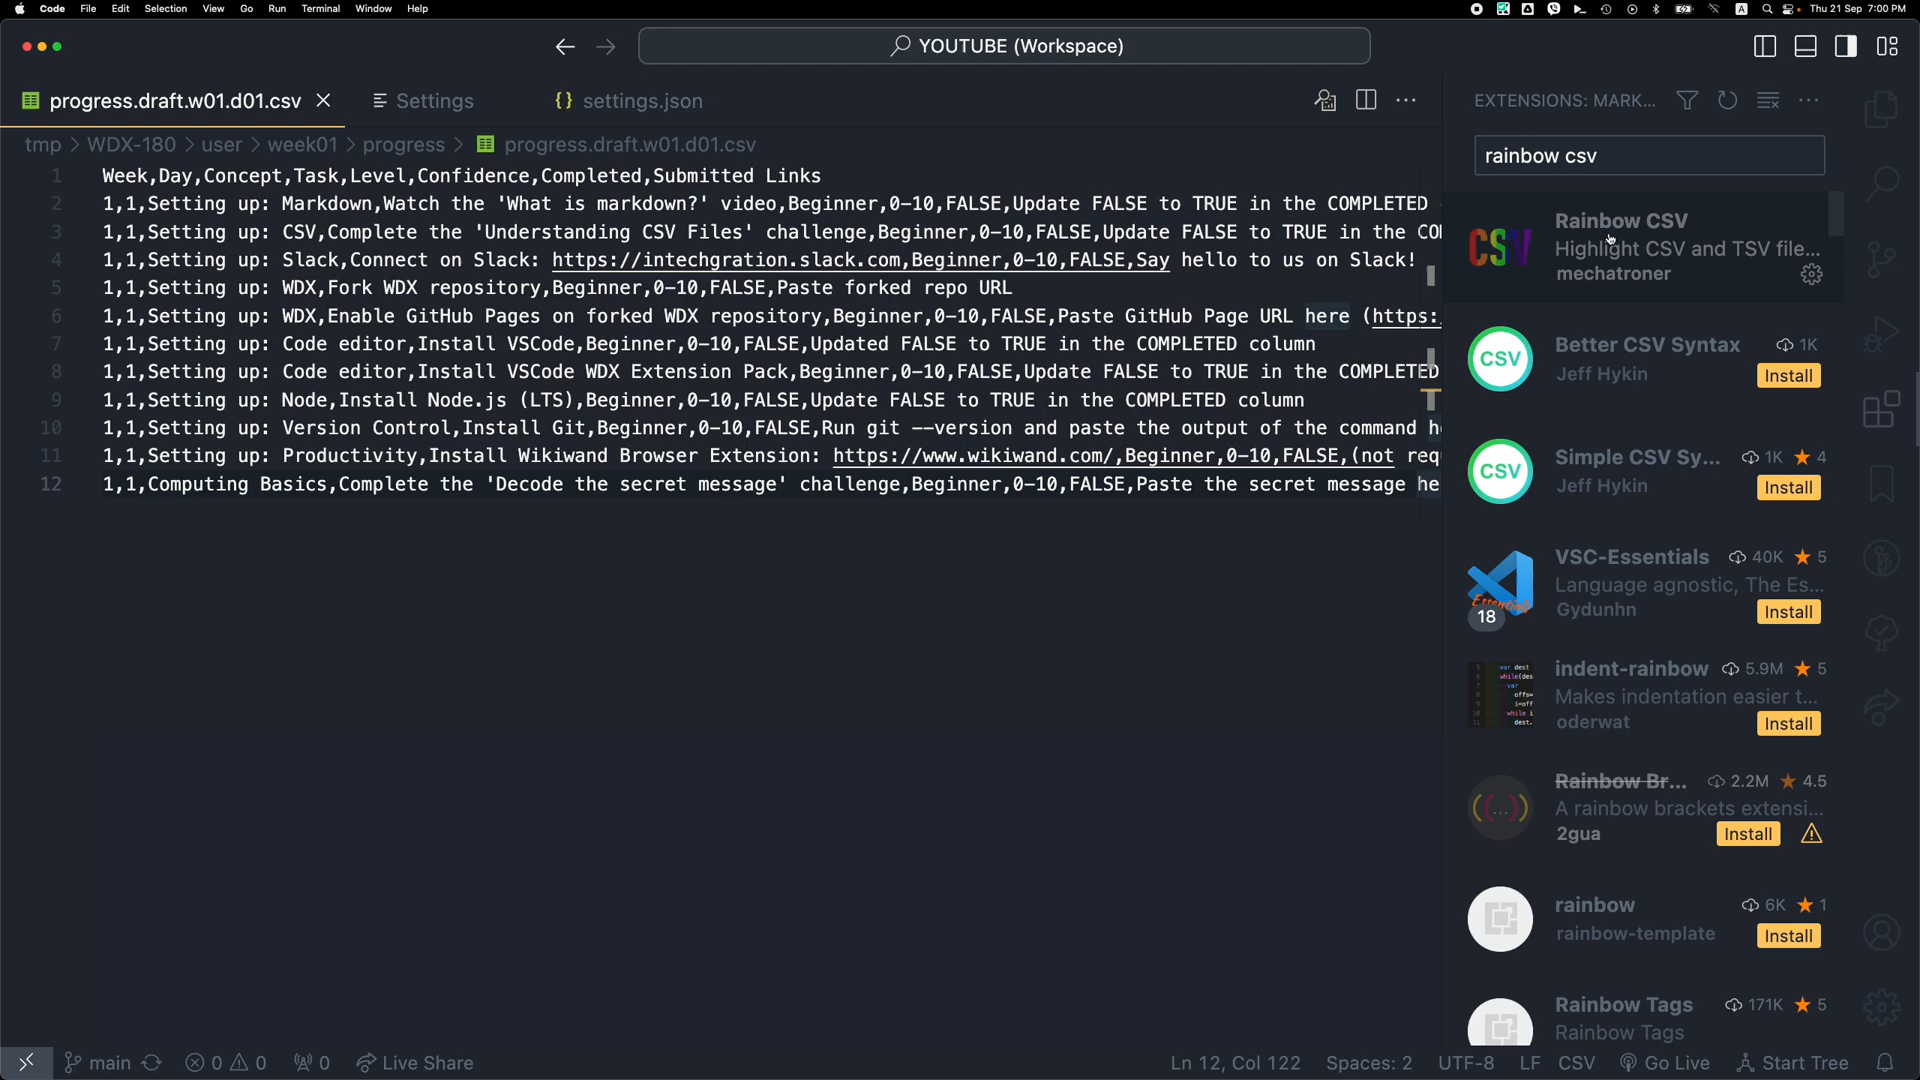 Code File Edit Selection View Go Run Terminal Window Help
A Thu 21 Sep 7:00 PM
YOUTUBE (Workspace)
progress.draft.w01.d01.csv
Settings
{} settings.json
EXTENSIONS: MARK...
tmp > WDX-180 > user > week01 > progress > progress.draft.w01.d01.csv
rainbow csv
1 Week,Day,Concept,Task,Level,Confidence,Completed,Submitted Links
2 1,1,Setting up: Markdown,Watch the 'What is markdown?' video,Beginner,0-10,FALSE,Update FALSE to TRUE in the COMPLETED
3 1,1,Setting up: CSV,Complete the 'Understanding CSV Files' challenge,Beginner,0-10,FALSE,Update FALSE to TRUE in the CO
4 1,1,Setting up: Slack,Connect on Slack: https://intechgration.slack.com,Beginner,0-10,FALSE,Say hello to us on Slack!
5 1,1,Setting up: WDX,Fork WDX repository,Beginner,0-10,FALSE,Paste forked repo URL
6 1,1,Setting up: WDX,Enable GitHub Pages on forked WDX repository,Beginner,0-10,FALSE,Paste GitHub Page URL here (https:
7 1,1,Setting up: Code editor,Install VSCode,Beginner,0-10,FALSE,Updated FALSE to TRUE in the COMPLETED column
8 1,1,Setting up: Code editor,Install VSCode WDX Extension Pack,Beginner,0-10,FALSE,Update FALSE to TRUE in the COMPLETED
9 1,1,Setting up: Node,Install Node.js (LTS),Beginner,0-10,FALSE,Update FALSE to TRUE in the COMPLETED column
10 1,1,Setting up: Version Control,Install Git,Beginner,0-10,FALSE,Run git --version and paste the output of the command h
11 1,1,Setting up: Productivity,Install Wikiwand Browser Extension: https://www.wikiwand.com/,Beginner,0-10,FALSE,(not req
12 1,1,Computing Basics,Complete the 'Decode the secret message' challenge,Beginner,0-10,FALSE,Paste the secret message he
CSV
Rainbow CSV
Highlight CSV and TSV file...
mechatroner
CSV
Better CSV Syntax 1K
Jeff Hykin
Install
CSV
Simple CSV Sy... 1K 4
Jeff Hykin
Install
Essentials
18
VSC-Essentials 40K 5
Language agnostic, The Es...
Gydunhn
Install
indent-rainbow 5.9M 5
Makes indentation easier t...
oderwat
Install
(...)
Rainbow Br... 2.2M 4.5
A rainbow brackets extensi...
2gua
Install
rainbow 6K 1
rainbow-template
Install
Rainbow Tags 171K 5
Rainbow Tags
main 0 0 0 Live Share
Ln 12, Col 122 Spaces: 2 UTF-8 LF CSV Go Live Start Tree